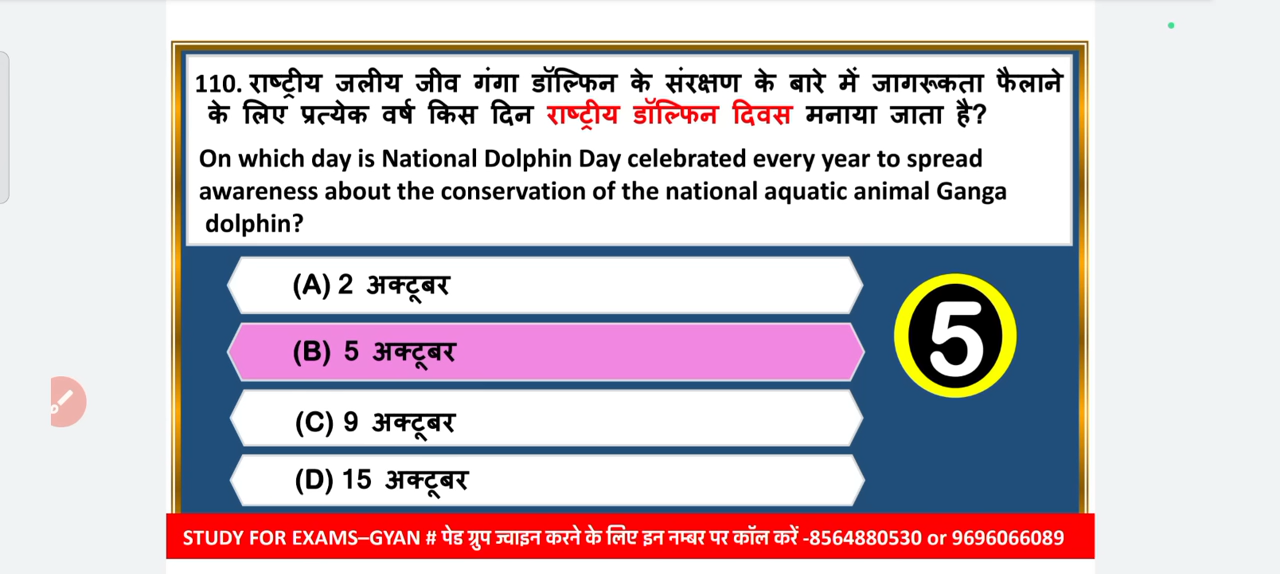 110. राष्ट्रीय जलीय जीव गंगा डॉल्फिन के संरक्षण के बारे में जागरूकता फैलाने
के लिए प्रत्येक वर्ष किस दिन राष्ट्रीय डॉल्फिन दिवस मनाया जाता है?
On which day is National Dolphin Day celebrated every year to spread
awareness about the conservation of the national aquatic animal Ganga
dolphin?
(A) 2 अक्टूबर
(B) 5 अक्टूबर
5
(C) 9 अक्टूबर
(D) 15 अक्टूबर
STUDY FOR EXAMS–GYAN # पेड ग्रुप ज्वाइन करने के लिए इन नम्बर पर कॉल करें -8564880530 or 9696066089